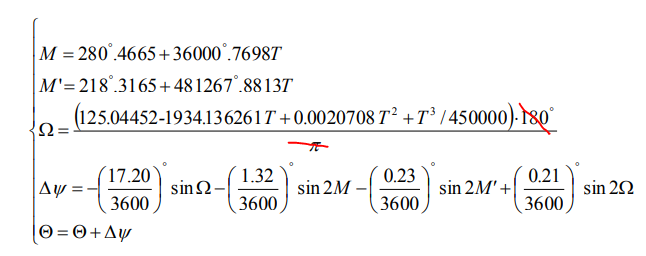 M = 280°.4665 + 36000°.7698T
M' = 218°.3165 + 481267°.8813T
Ω = (125.04452-1934.136261T + 0.0020708T² + T³ / 450000)·180° / π
Δψ = -(17.20/3600)° sin Ω - (1.32/3600)° sin 2M - (0.23/3600)° sin 2M' + (0.21/3600)° sin 2Ω
Θ = Θ + Δψ